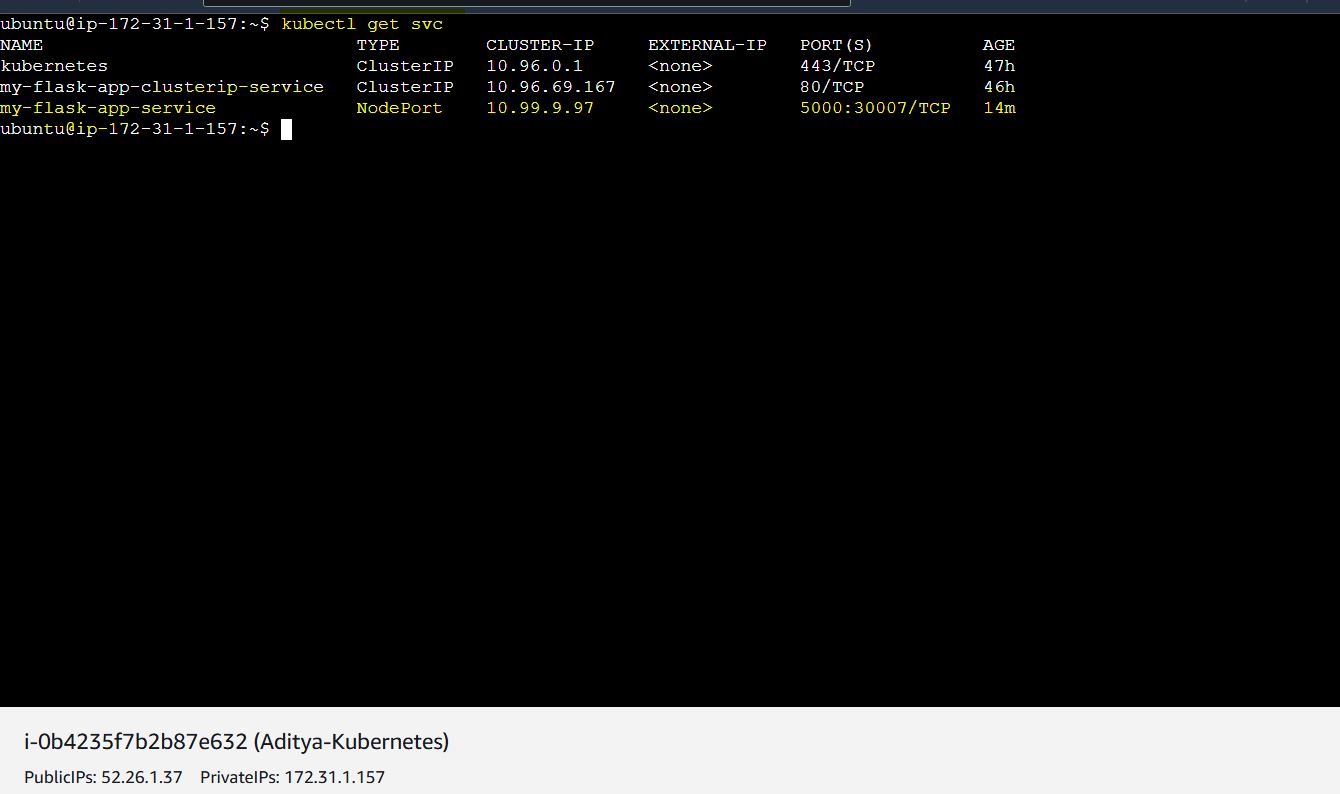 ubuntu@ip-172-31-1-157:~$ kubectl get svc
NAME TYPE CLUSTER-IP EXTERNAL-IP PORT(S) AGE
kubernetes ClusterIP 10.96.0.1 <none> 443/TCP 47h
my-flask-app-clusterip-service ClusterIP 10.96.69.167 <none> 80/TCP 46h
my-flask-app-service NodePort 10.99.9.97 <none> 5000:30007/TCP 14m
ubuntu@ip-172-31-1-157:~$
i-0b4235f7b2b87e632 (Aditya-Kubernetes)
PublicIPs: 52.26.1.37 PrivateIPs: 172.31.1.157